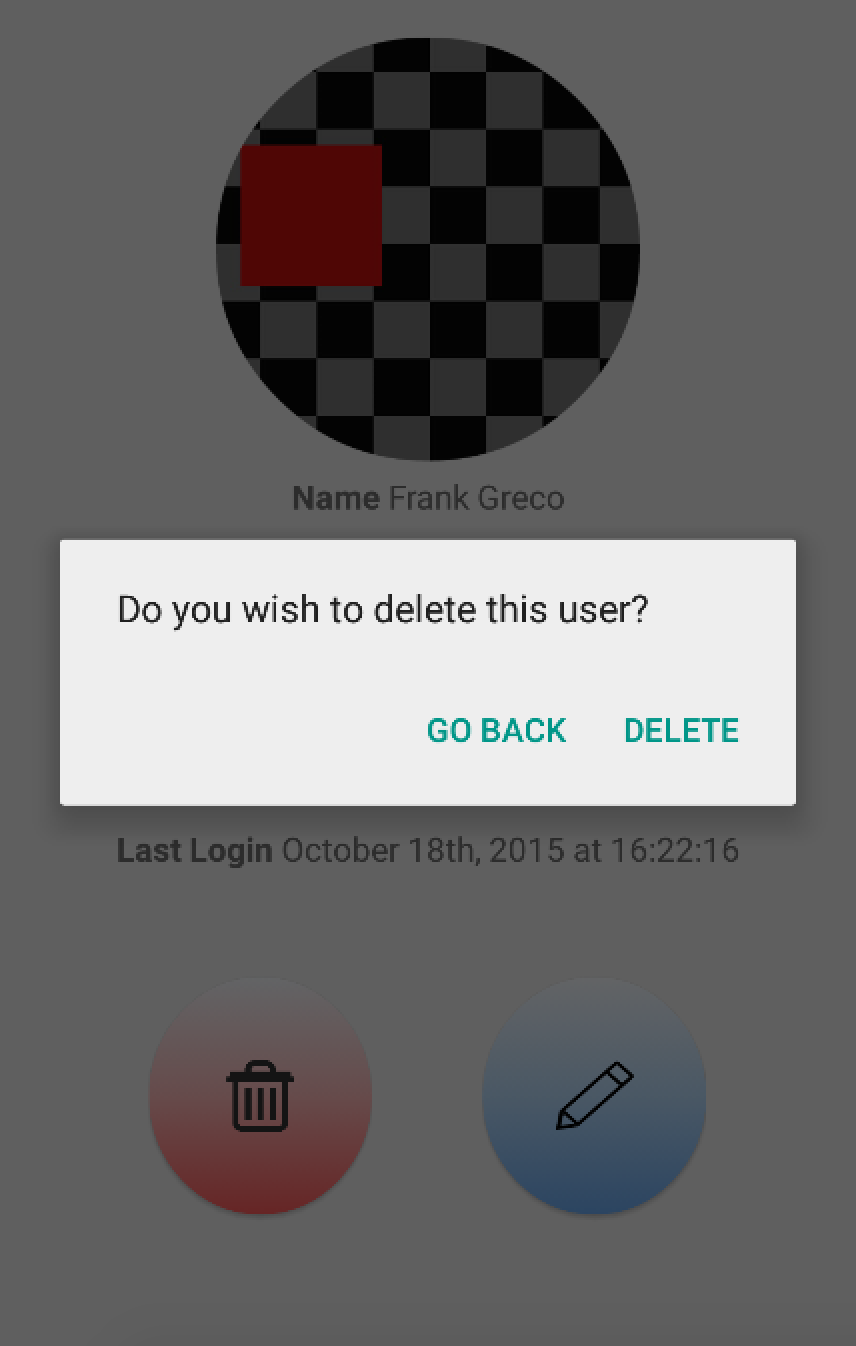 Name Frank Greco
Do you wish to delete this user?
GO BACK DELETE
Last Login October 18th, 2015 at 16:22:16